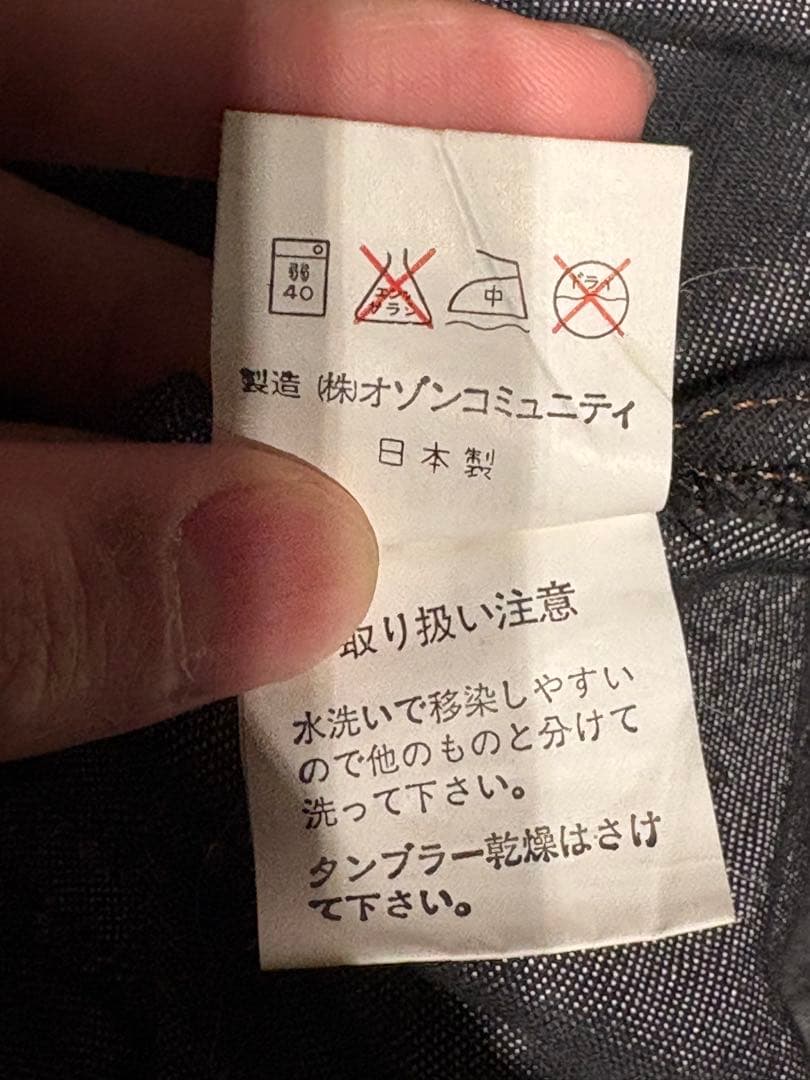 弱
40
エンソ
サラシ
中
ドライ
製造 (株)オゾンコミュニティ
日本製
取り扱い注意
水洗いで移染しやすい
ので他のものと分けて
洗って下さい。
タンブラー乾燥はさけ
て下さい。